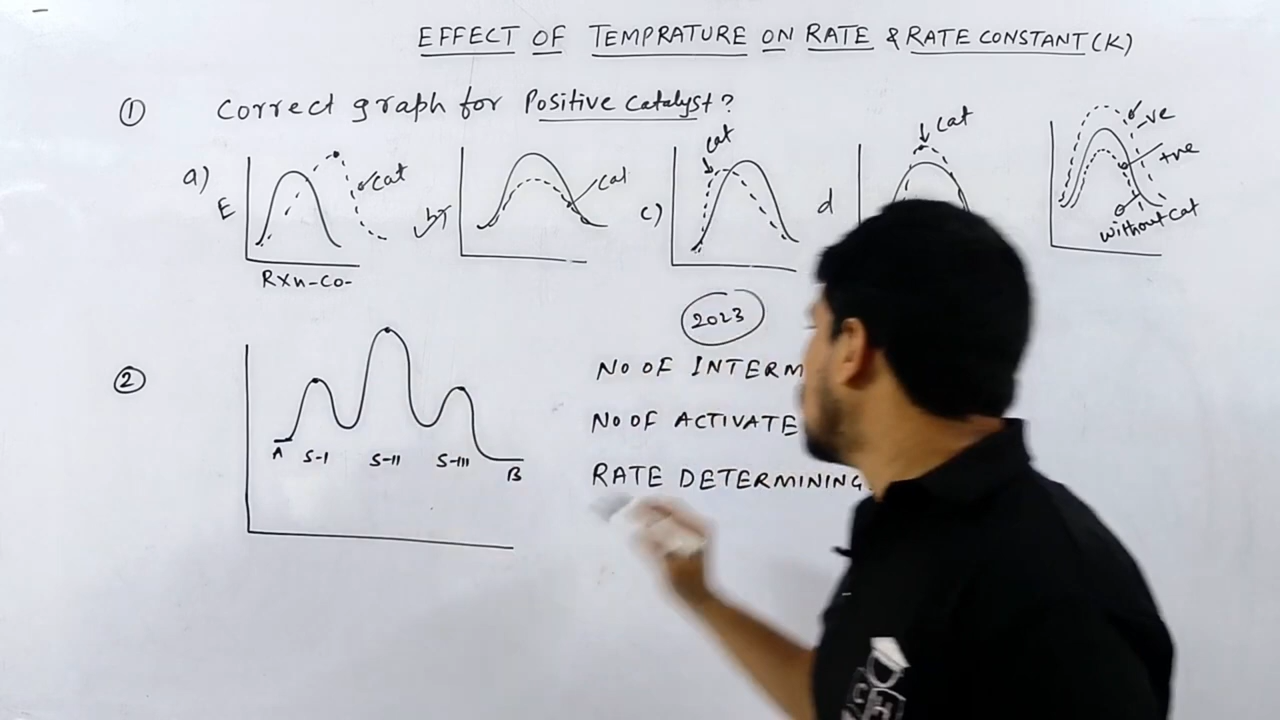 EFFECT OF TEMPRATURE ON RATE & RATE CONSTANT (K)
① Correct graph for Positive Catalyst?
a) E cat
Rxn-Co-
b) cat
c) cat
d cat
-ve
+ve
without cat
2023
②
A S-I S-II S-III B
NO OF INTERM
NO OF ACTIVATE
RATE DETERMINING